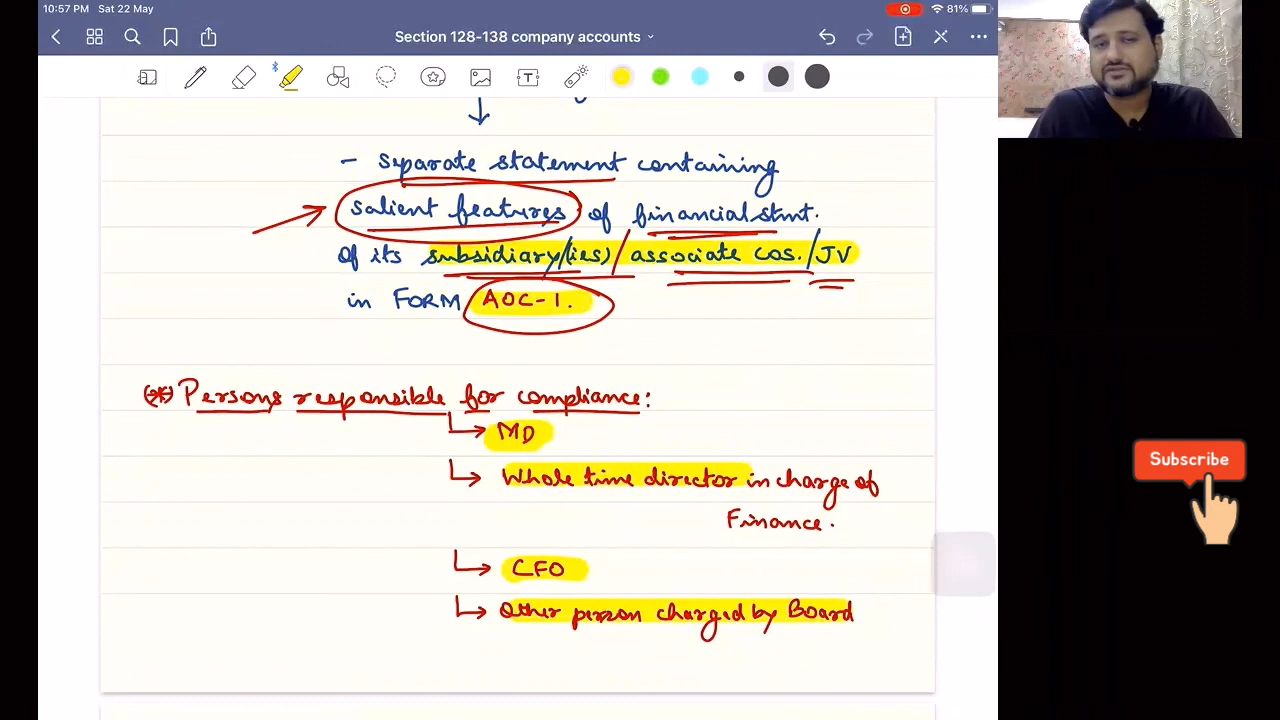 10:57 PM Sat 22 May
81%
Section 128-138 company accounts
T
- separate statement containing
salient features of financial stmt.
of its subsidiary/(ies)/associate cos./JV
in FORM AOC-1.
(**) Persons responsible for compliance:
MD
Whole time director in charge of
Finance.
CFO
Other person charged by Board
Subscribe